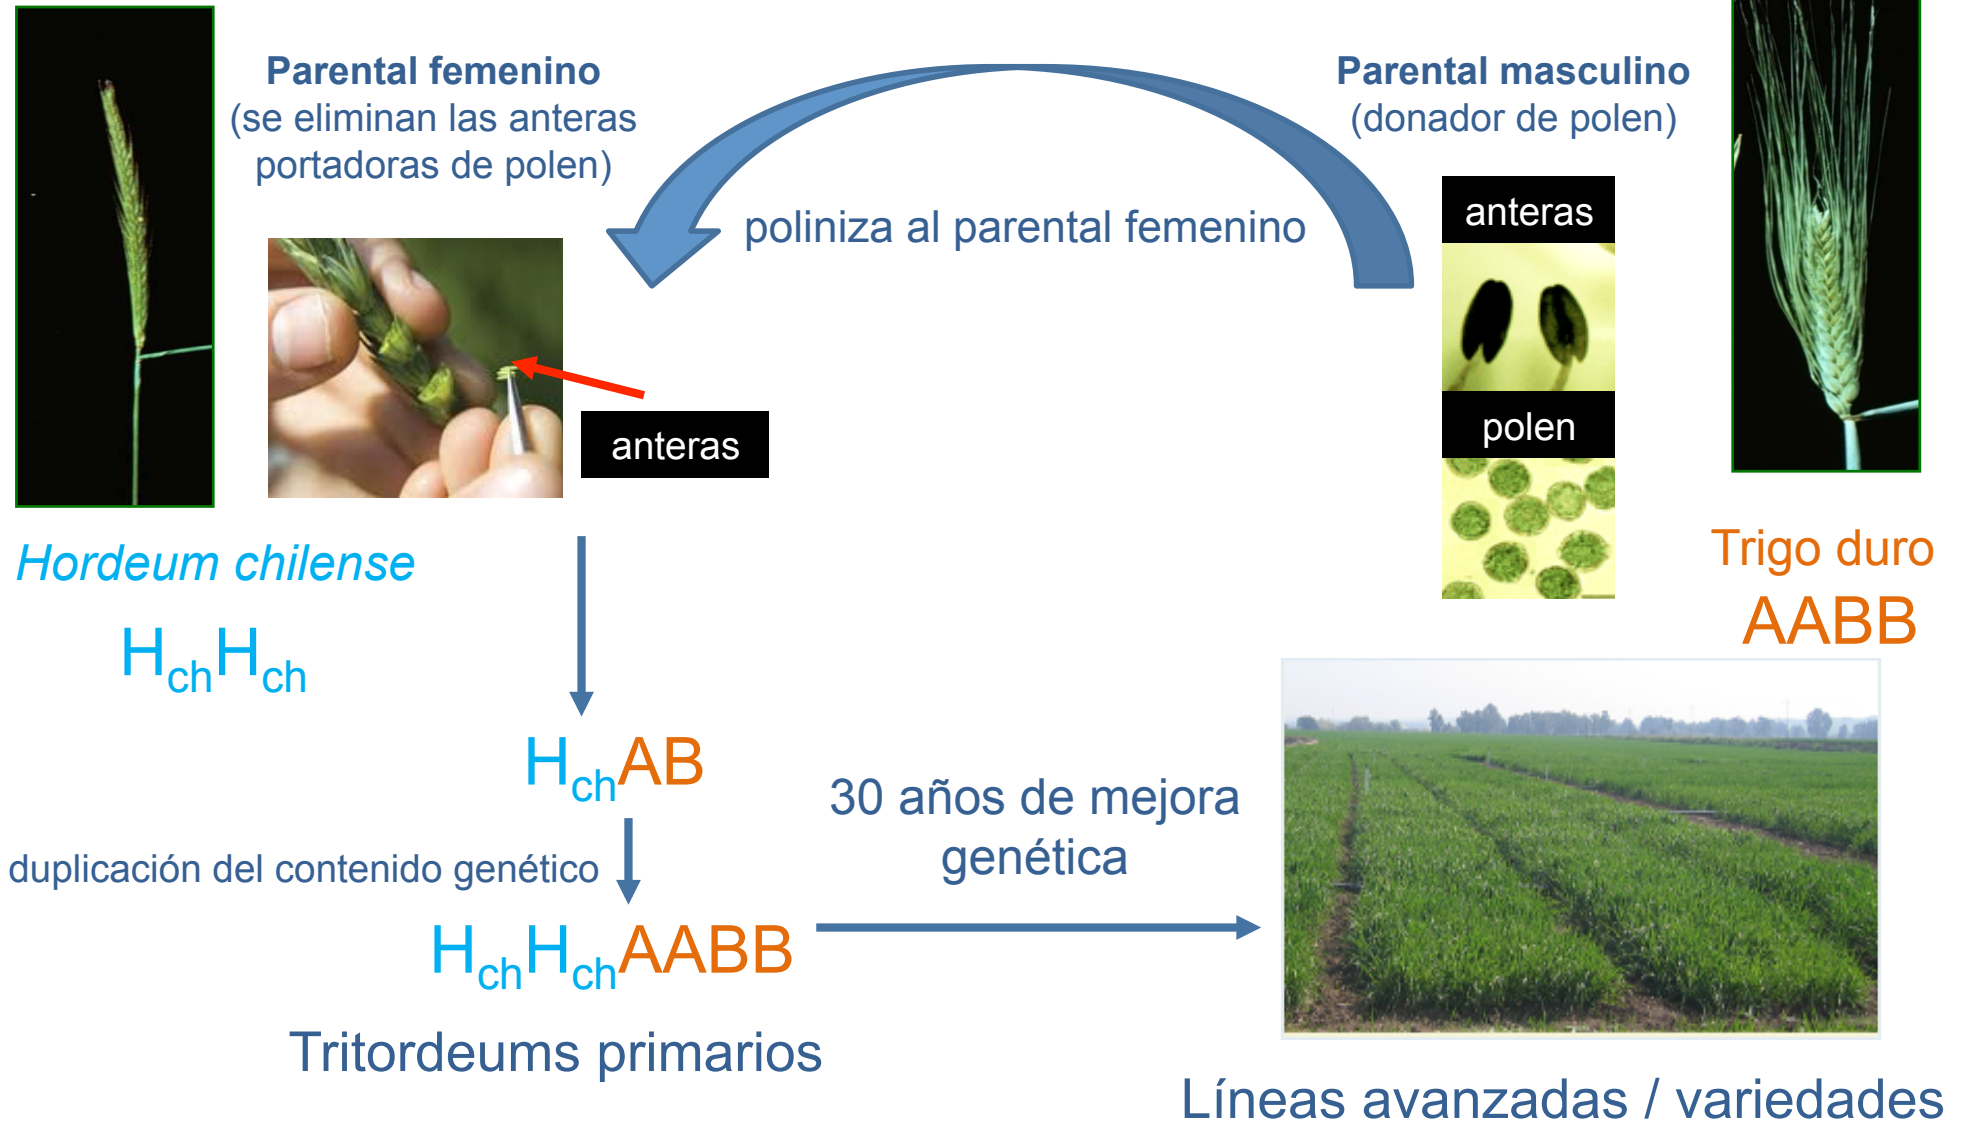 Parental femenino
(se eliminan las anteras
portadoras de polen)
Parental masculino
(donador de polen)
poliniza al parental femenino
anteras
polen
anteras
Hordeum chilense
HchHch
Trigo duro
AABB
HchAB
duplicación del contenido genético
HchHchAABB
Tritordeums primarios
30 años de mejora
genética
Líneas avanzadas / variedades